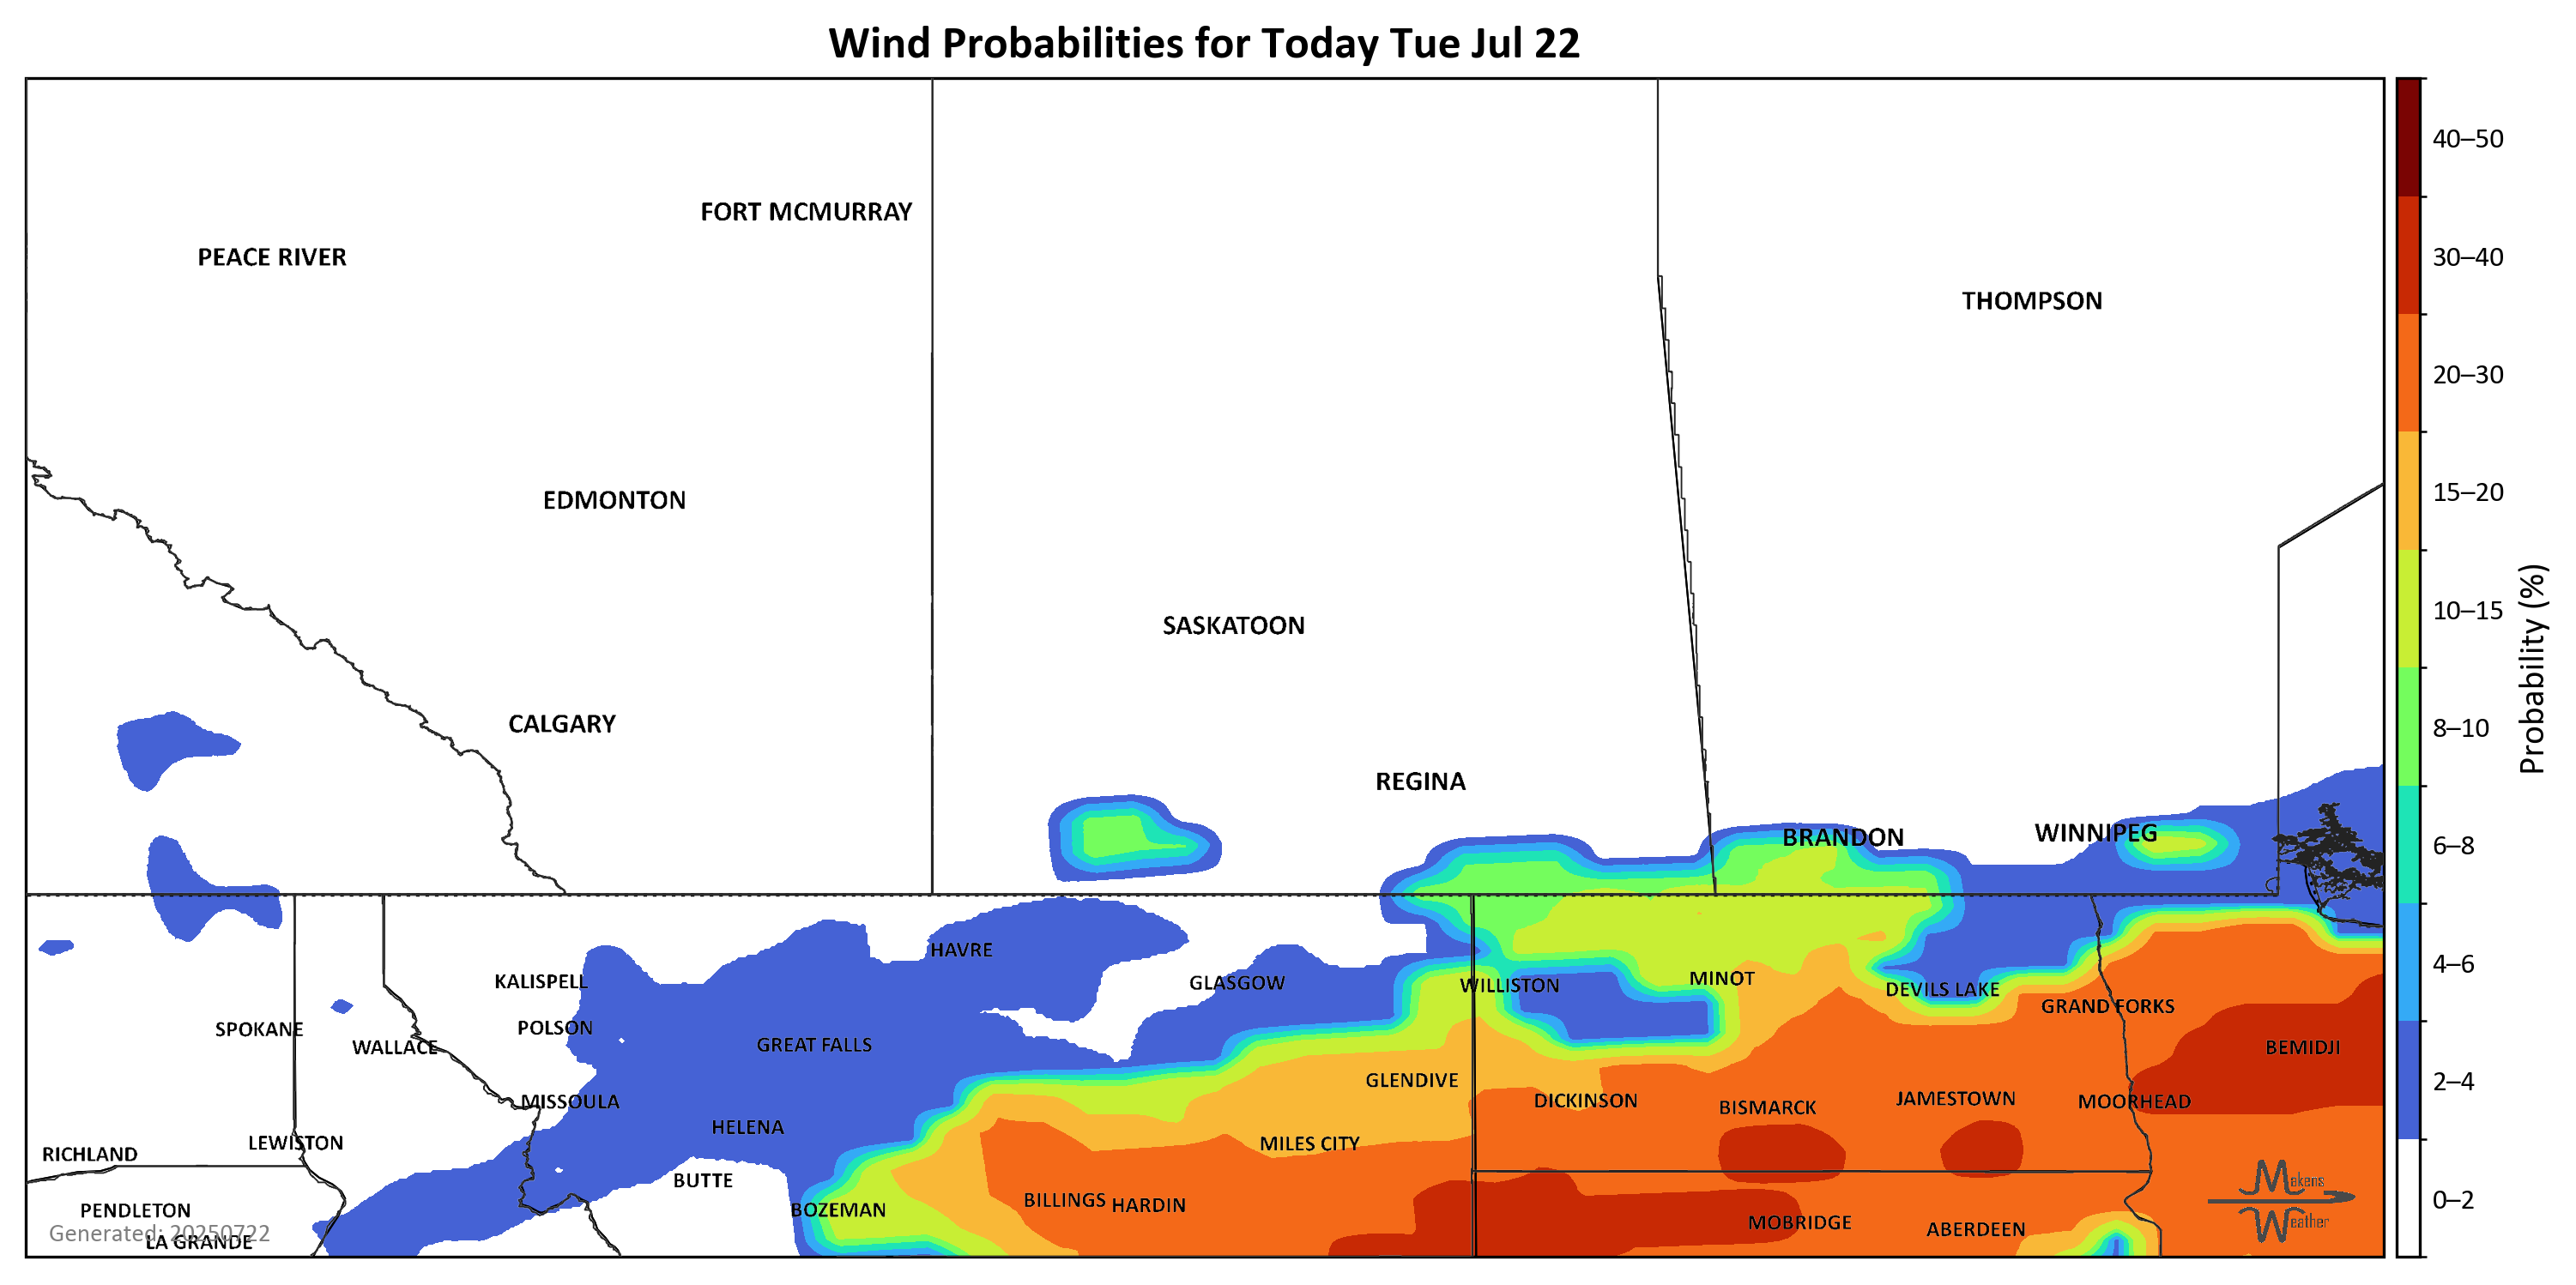 Wind Probabilities for Today Tue Jul 22
FORT MCMURRAY
PEACE RIVER
THOMPSON
EDMONTON
SASKATOON
CALGARY
REGINA
BRANDON
WINNIPEG
HAVRE
KALISPELL
GLASGOW
WILLISTON
MINOT
DEVILS LAKE
GRAND FORKS
SPOKANE
POLSON
WALLACE
GREAT FALLS
BEMIDJI
GLENDIVE
MISSOULA
DICKINSON
BISMARCK
JAMESTOWN
MOORHEAD
HELENA
LEWISTON
MILES CITY
RICHLAND
BUTTE
BILLINGS
HARDIN
PENDLETON
BOZEMAN
MOBRIDGE
ABERDEEN
Generated: 20250722
LA GRANDE
Makens
Weather
40–50
30–40
20–30
15–20
10–15
8–10
6–8
4–6
2–4
0–2
Probability (%)